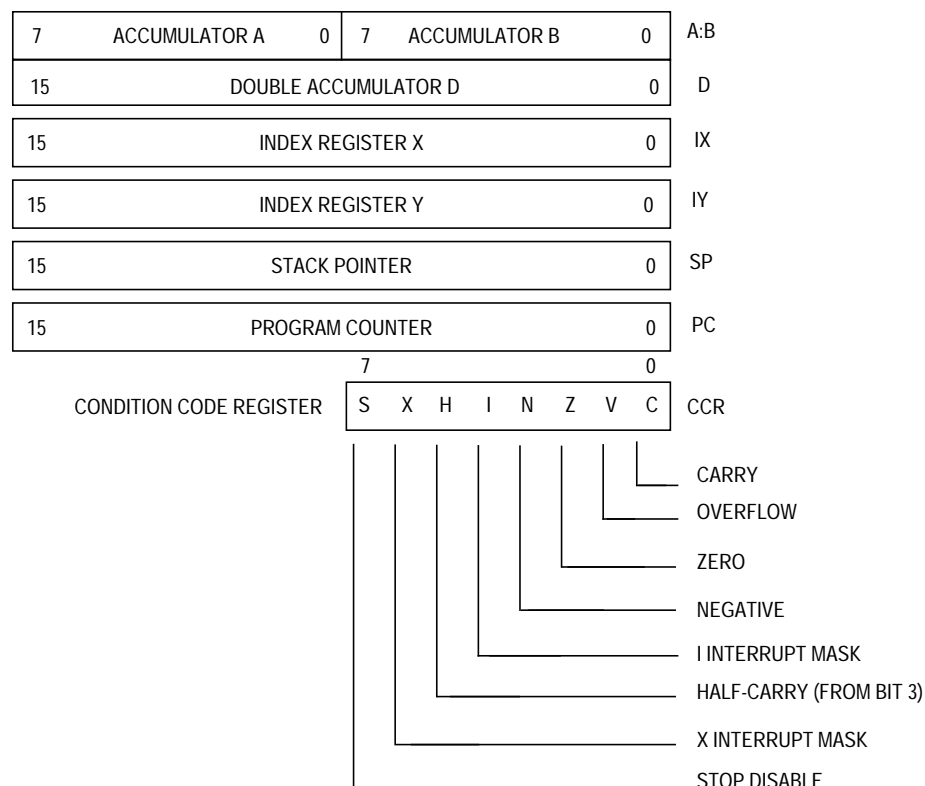 7 ACCUMULATOR A 0 7 ACCUMULATOR B 0 A:B
15 DOUBLE ACCUMULATOR D 0 D
15 INDEX REGISTER X 0 IX
15 INDEX REGISTER Y 0 IY
15 STACK POINTER 0 SP
15 PROGRAM COUNTER 0 PC
7 0
CONDITION CODE REGISTER S X H I N Z V C CCR
CARRY
OVERFLOW
ZERO
NEGATIVE
I INTERRUPT MASK
HALF-CARRY (FROM BIT 3)
X INTERRUPT MASK
STOP DISABLE